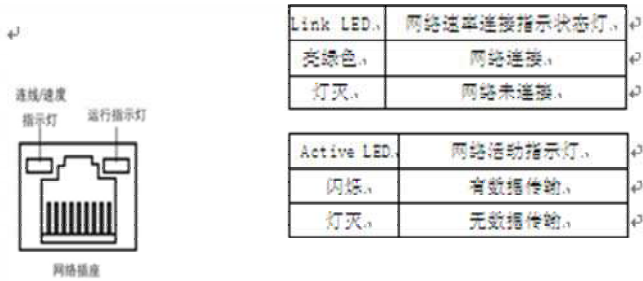 连线/速度
指示灯
运行指示灯
网络插座
Link LED 网络速率连接指示状态灯
亮绿色 网络连接
灯灭 网络未连接
Active LED 网络活动指示灯
闪烁 有数据传输
灯灭 无数据传输